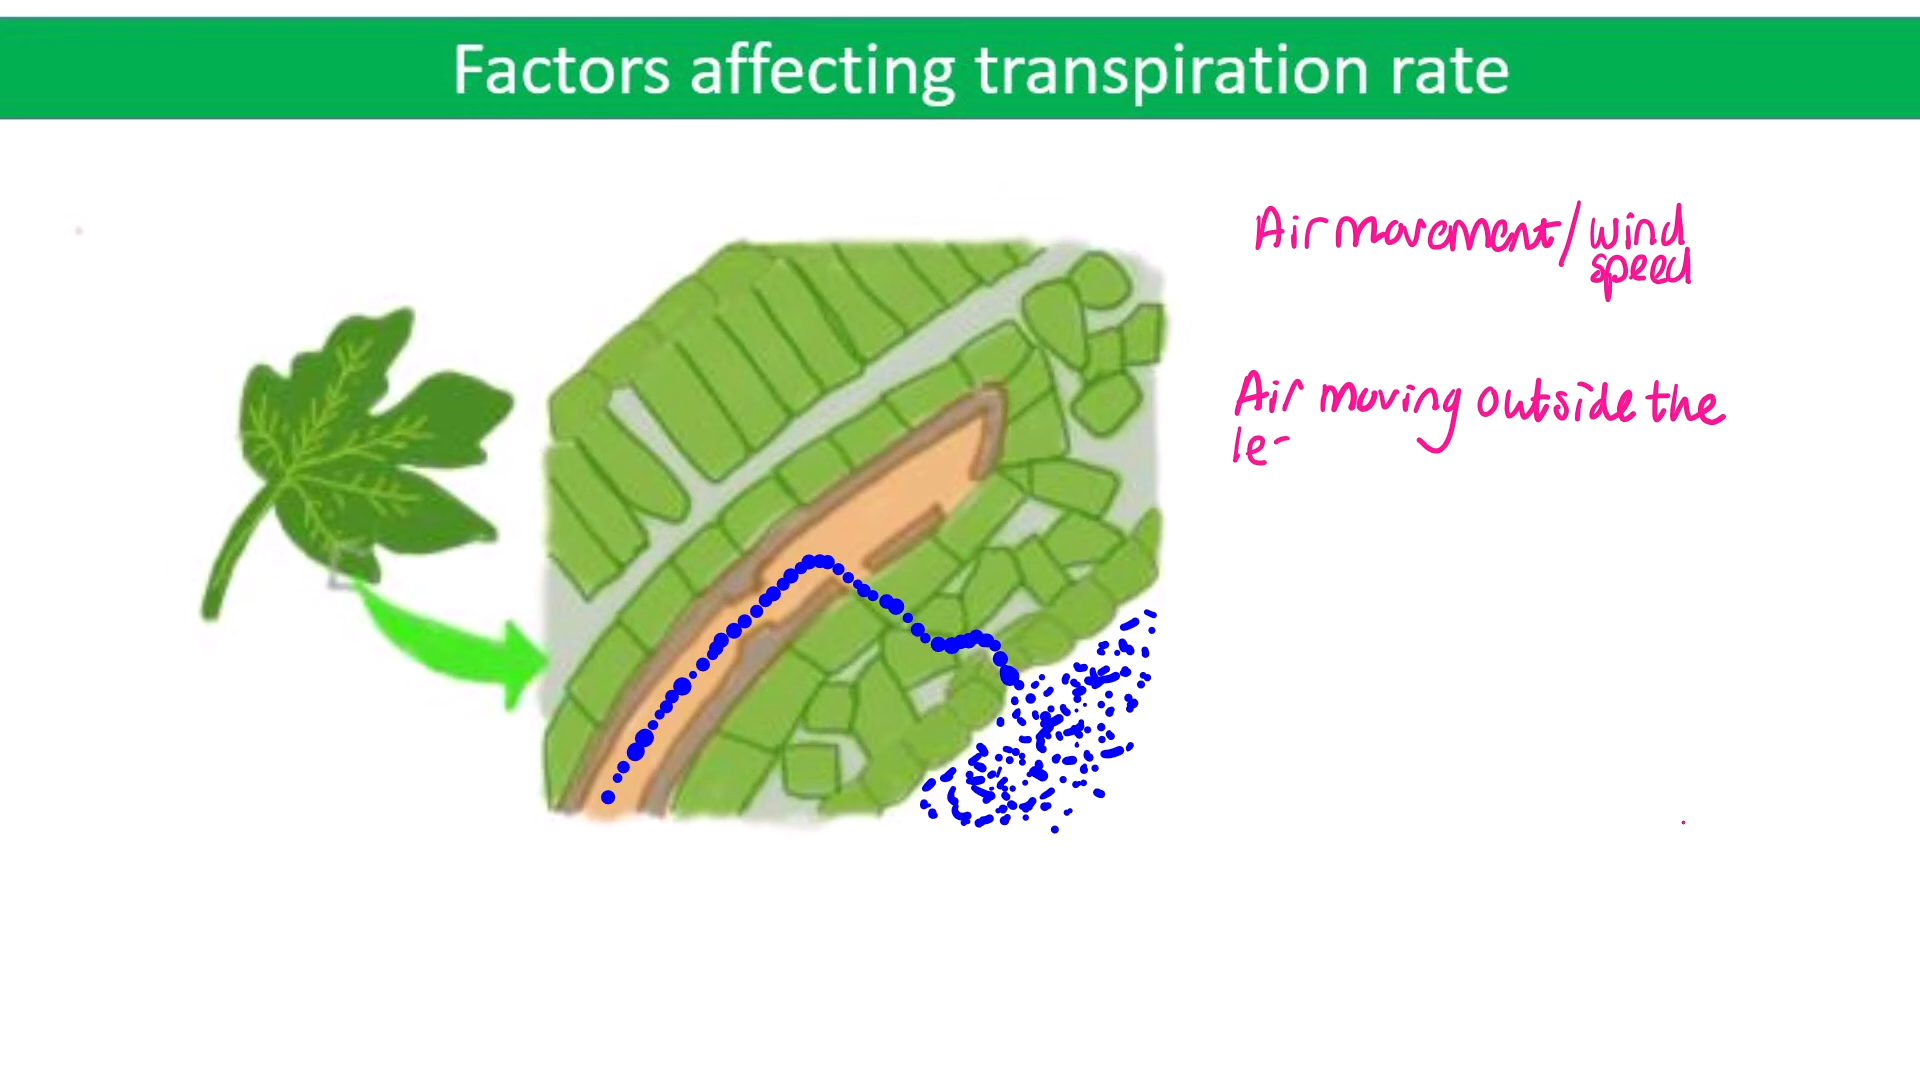 Factors affecting transpiration rate
Air movement/wind
speed
Air moving outside the
le